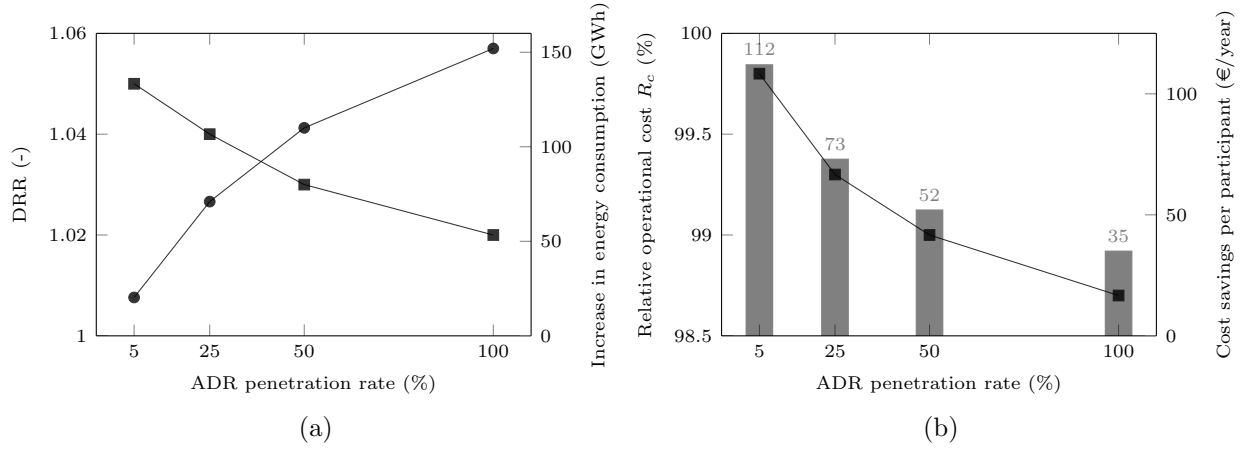 1.06
1.04
1.02
1
DRR (-)
150
100
50
0
Increase in energy consumption (GWh)
5 25 50 100
ADR penetration rate (%)
(a)
100
99.5
99
98.5
Relative operational cost R_c (%)
112
73
52
35
100
50
0
Cost savings per participant (€/year)
5 25 50 100
ADR penetration rate (%)
(b)